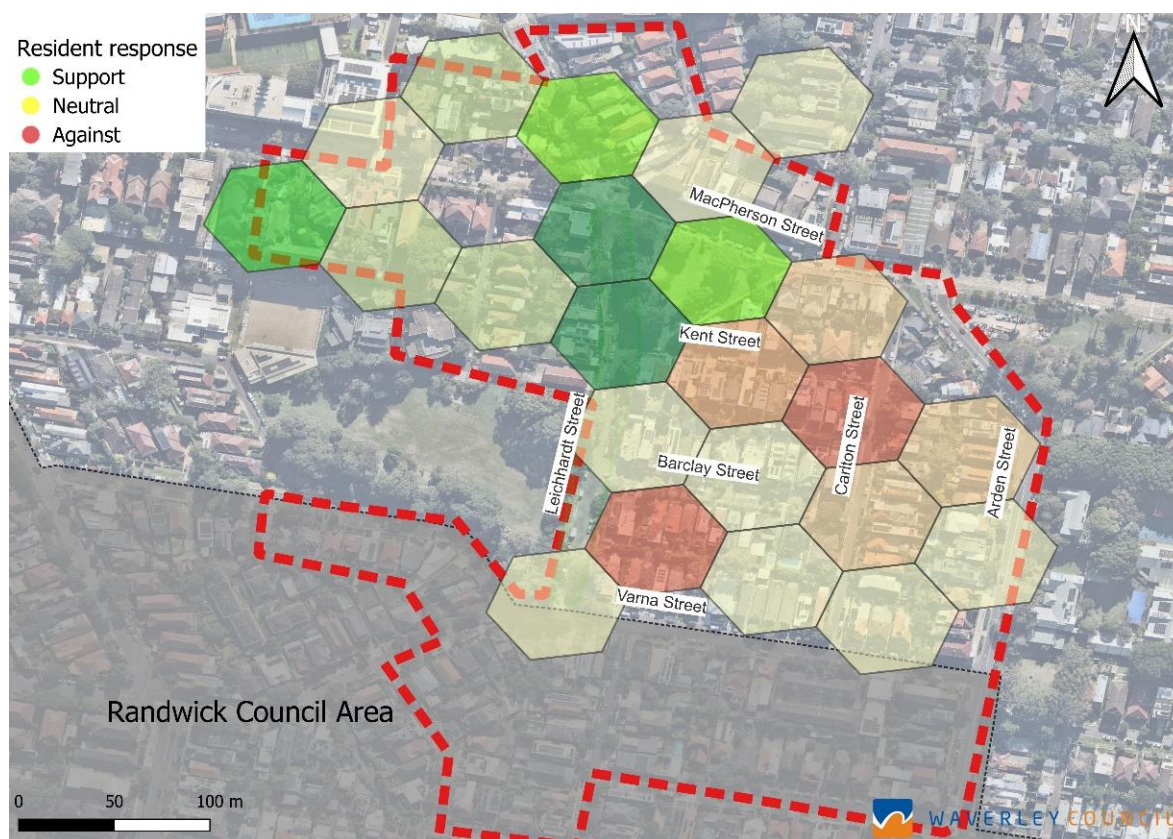 Resident response
Support
Neutral
Against
N
MacPherson Street
Kent Street
Leichhardt Street
Barclay Street
Carlton Street
Arden Street
Varna Street
Randwick Council Area
0 50 100 m
WAVERLEY COUNCIL